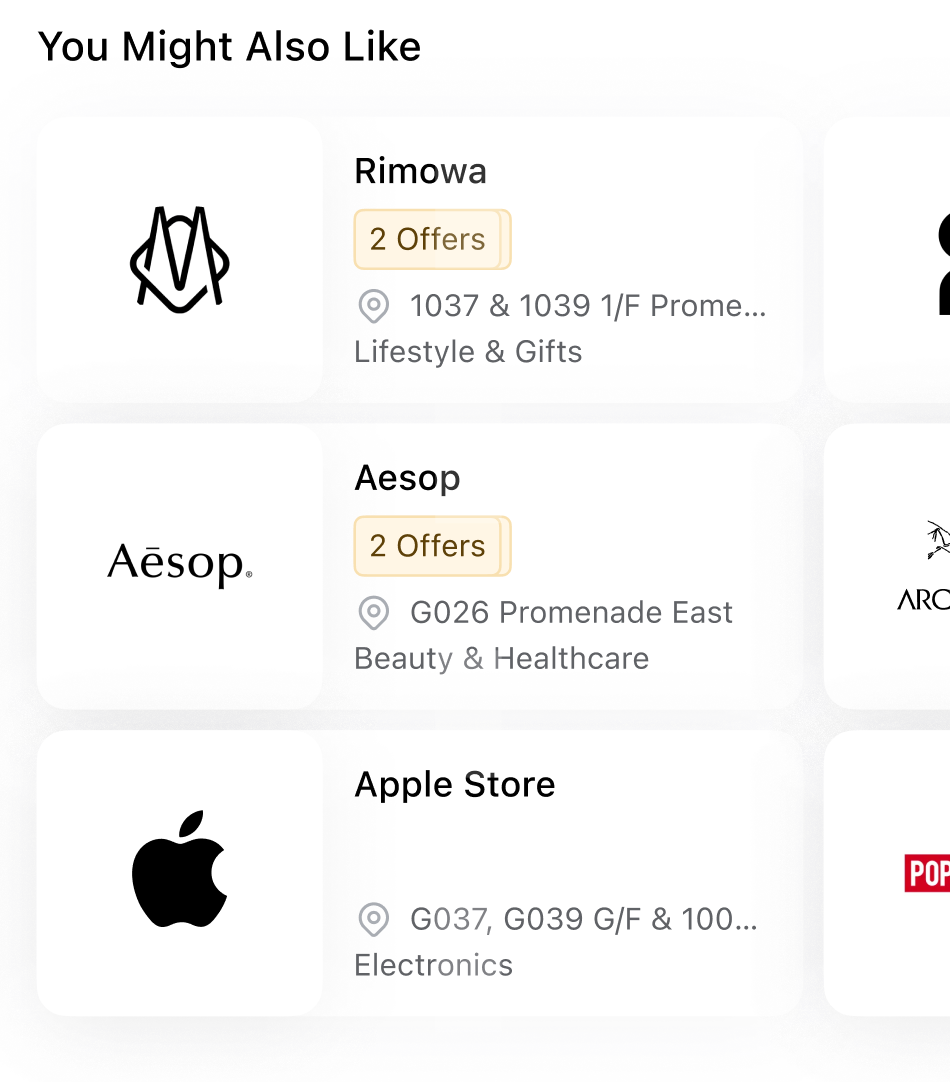 You Might Also Like
Rimowa
2 Offers
1037 & 1039 1/F Prome...
Lifestyle & Gifts
Aēsop®
Aesop
2 Offers
G026 Promenade East
Beauty & Healthcare
ARC
Apple Store
G037, G039 G/F & 100...
Electronics
POP